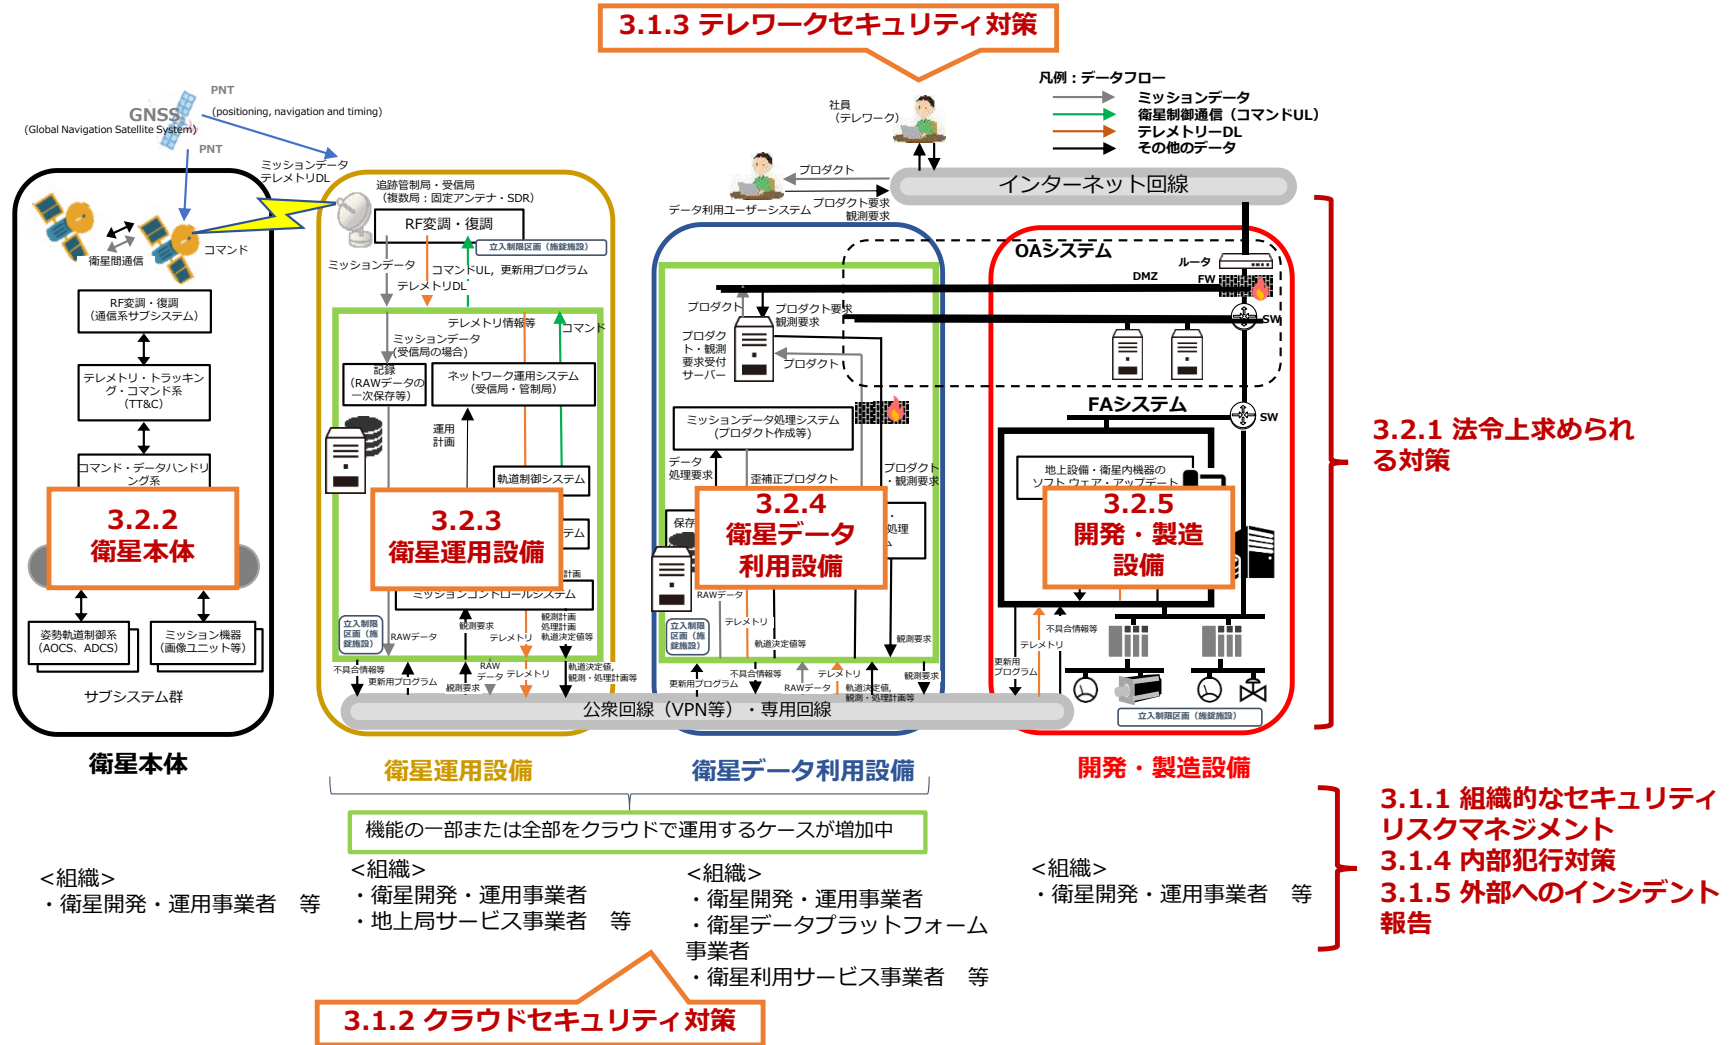 3.1.3 テレワークセキュリティ対策
凡例：データフロー
ミッションデータ
衛星制御通信（コマンドUL）
テレメトリーDL
その他のデータ
PNT
(positioning, navigation and timing)
GNSS
(Global Navigation Satellite System)
PNT
ミッションデータ
テレメトリDL
社員
（テレワーク）
プロダクト
インターネット回線
データ利用ユーザーシステム
プロダクト要求
観測要求
衛星間通信
コマンド
RF変調・復調
（通信系サブシステム）
テレメトリ・トラッキン
グ・コマンド系
（TT&C）
コマンド・データハンドリ
ング系
3.2.2
衛星本体
姿勢軌道制御系
（AOCS、ADCS）
ミッション機器
（画像ユニット等）
サブシステム群
衛星本体
追跡管制局・受信局
（複数局：固定アンテナ・SDR）
RF変調・復調
立入制限区画（施錠施設）
ミッションデータ
コマンドUL，更新用プログラム
テレメトリDL
テレメトリ情報等
コマンド
ミッションデータ
(受信局の場合)
記録
（RAWデータの
一次保存等）
ネットワーク運用システム
（受信局・管制局）
運用
計画
軌道制御システム
3.2.3
衛星運用設備
テム
計画
ミッションコントロールシステム
立入制限
区画（施
錠施設）
RAWデータ
観測要求
テレメトリ
観測計画
処理計画
軌道決定値等
不具合情報等
更新用プログラム
観測要求
RAW
データ
テレメトリ
軌道決定値,
観測・処理計画等
公衆回線（VPN等）・専用回線
衛星運用設備
プロダクト
プロダクト要求
観測要求
プロダク
ト・観測
要求受付
サーバー
プロダクト
ミッションデータ処理システム
(プロダクト作成等)
データ
処理要求
歪補正プロダクト
プロダクト
・観測要求
保存
・
処理
ム
3.2.4
衛星データ
利用設備
RAWデータ
テレメトリ
軌道決定値等
観測要求
立入制限
区画（施
錠施設）
更新用プログラム
不具合情報等
RAWデータ
テレメトリ
軌道決定値,
観測・処理計画等
観測要求
衛星データ利用設備
OAシステム
ルータ
DMZ
FW
SW
FAシステム
SW
地上設備・衛星内機器の
ソフトウェア・アップデート
3.2.5
開発・製造
設備
不具合情報等
テレメトリ
更新用
プログラム
立入制限区画（施錠施設）
開発・製造設備
3.2.1 法令上求められ
る対策
機能の一部または全部をクラウドで運用するケースが増加中
<組織>
・衛星開発・運用事業者　等
<組織>
・衛星開発・運用事業者
・地上局サービス事業者　等
<組織>
・衛星開発・運用事業者
・衛星データプラットフォーム
事業者
・衛星利用サービス事業者　等
<組織>
・衛星開発・運用事業者　等
3.1.1 組織的なセキュリティ
リスクマネジメント
3.1.4 内部犯行対策
3.1.5 外部へのインシデント
報告
3.1.2 クラウドセキュリティ対策